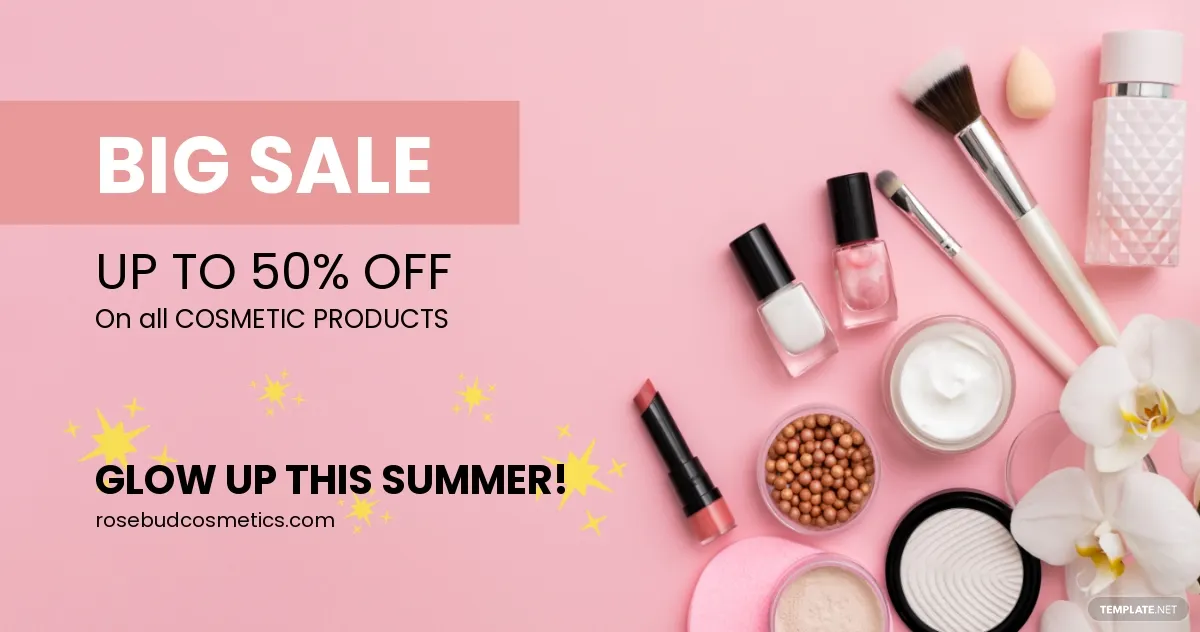 BIG SALE
UP TO 50% OFF
On all COSMETIC PRODUCTS
GLOW UP THIS SUMMER!
rosebudcosmetics.com
TEMPLATE.NET